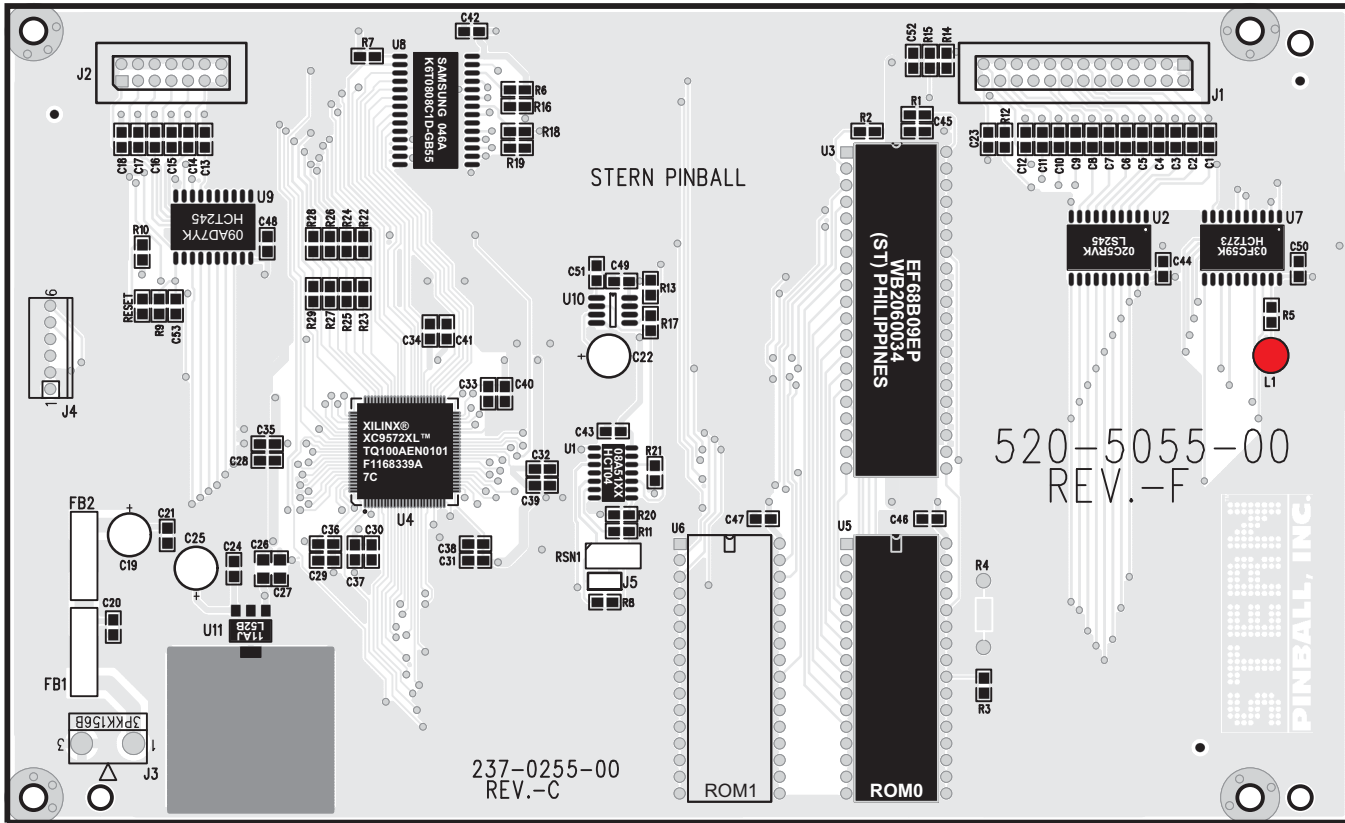 C42
R7
U8
SAMSUNG 046A
K6T0808C1D-GB55
R6
R16
R18
R19
C52
R15
R14
J2
J1
C18
C17
C16
C15
C14
C13
R2
R1
C45
U3
C23
R12
C12
C11
C10
C9
C8
C7
C6
C5
C4
C3
C2
C1
STERN PINBALL
U9
09AD7YK
HCT245
C48
R10
R28
R26
R24
R22
EF68B09EP
WB2060034
(ST) PHILIPPINES
U2
02C5RVK
LS245
C44
U7
03FC59K
HCT273
C50
C51
C49
R13
U10
R17
+
C22
6
RESET
R9
C53
R29
R27
R25
R23
C34
C41
R5
L1
1
J4
C33
C40
XILINX®
XC9572XL™
TQ100AEN0101
F1168339A
7C
U4
C35
C28
C43
U1
08A51XX
HCT04
R21
C32
C39
520-5055-00
REV.-F
FB2
+
C19
C21
C25
+
C24
C26
C27
C36
C29
C30
C37
C38
C31
R20
R11
RSN1
J5
R8
U6
C47
U5
C46
R4
R3
STERN
PINBALL, INC.
C20
U11
11AJ
L52B
FB1
3PKK156B
3
1
J3
237-0255-00
REV.-C
ROM1
ROM0